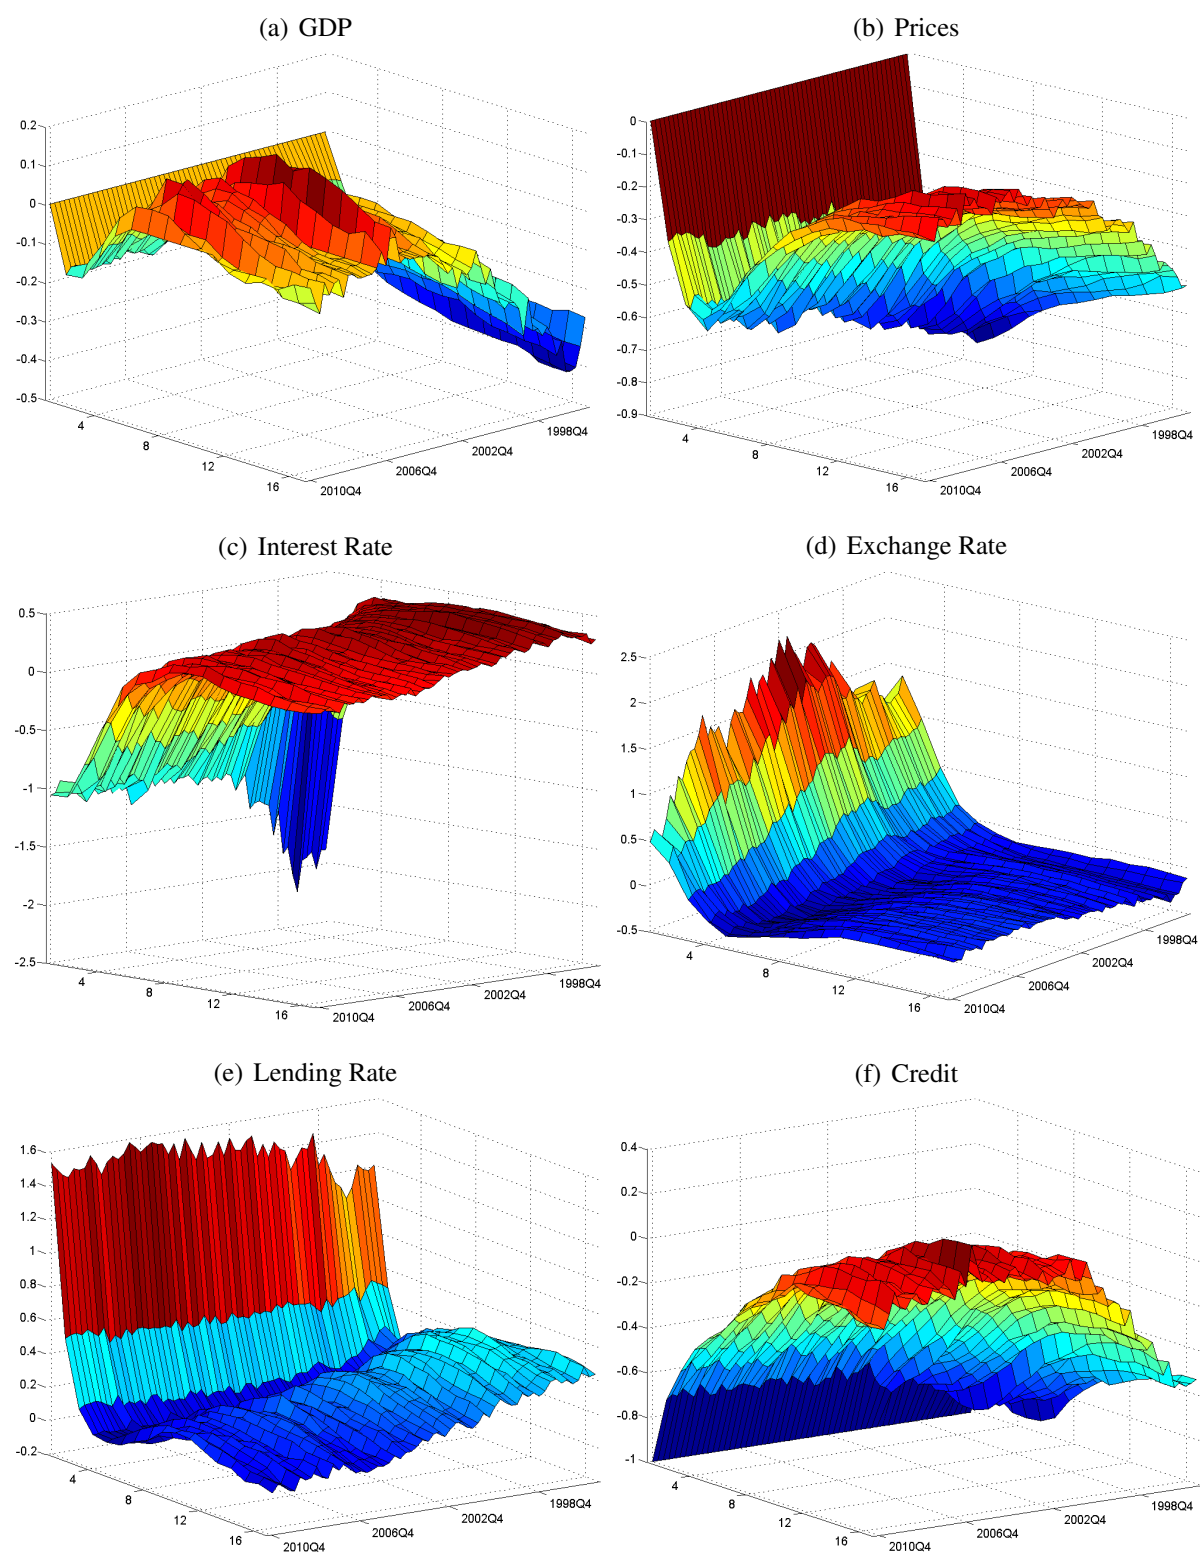 (a) GDP
0.2
0.1
0
-0.1
-0.2
-0.3
-0.4
-0.5
4
8
12
16
2010Q4
2006Q4
2002Q4
1998Q4
(b) Prices
0
-0.1
-0.2
-0.3
-0.4
-0.5
-0.6
-0.7
-0.8
-0.9
4
8
12
16
2010Q4
2006Q4
2002Q4
1998Q4
(c) Interest Rate
0.5
0
-0.5
-1
-1.5
-2
-2.5
4
8
12
16
2010Q4
2006Q4
2002Q4
1998Q4
(d) Exchange Rate
2.5
2
1.5
1
0.5
0
-0.5
4
8
12
16
2010Q4
2006Q4
2002Q4
1998Q4
(e) Lending Rate
1.6
1.4
1.2
1
0.8
0.6
0.4
0.2
0
-0.2
4
8
12
16
2010Q4
2006Q4
2002Q4
1998Q4
(f) Credit
0.4
0.2
0
-0.2
-0.4
-0.6
-0.8
-1
4
8
12
16
2010Q4
2006Q4
2002Q4
1998Q4